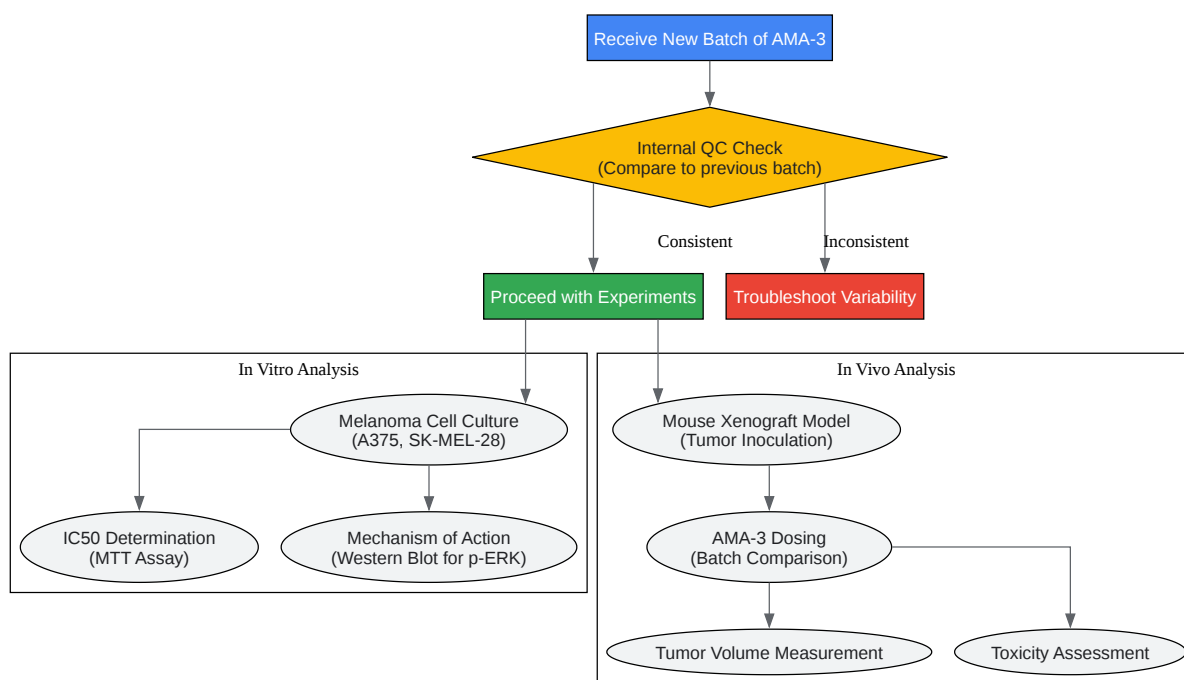 Receive New Batch of AMA-3
Internal QC Check
(Compare to previous batch)
Consistent
Inconsistent
Proceed with Experiments
Troubleshoot Variability
In Vitro Analysis
Melanoma Cell Culture
(A375, SK-MEL-28)
IC50 Determination
(MTT Assay)
Mechanism of Action
(Western Blot for p-ERK)
In Vivo Analysis
Mouse Xenograft Model
(Tumor Inoculation)
AMA-3 Dosing
(Batch Comparison)
Tumor Volume Measurement
Toxicity Assessment